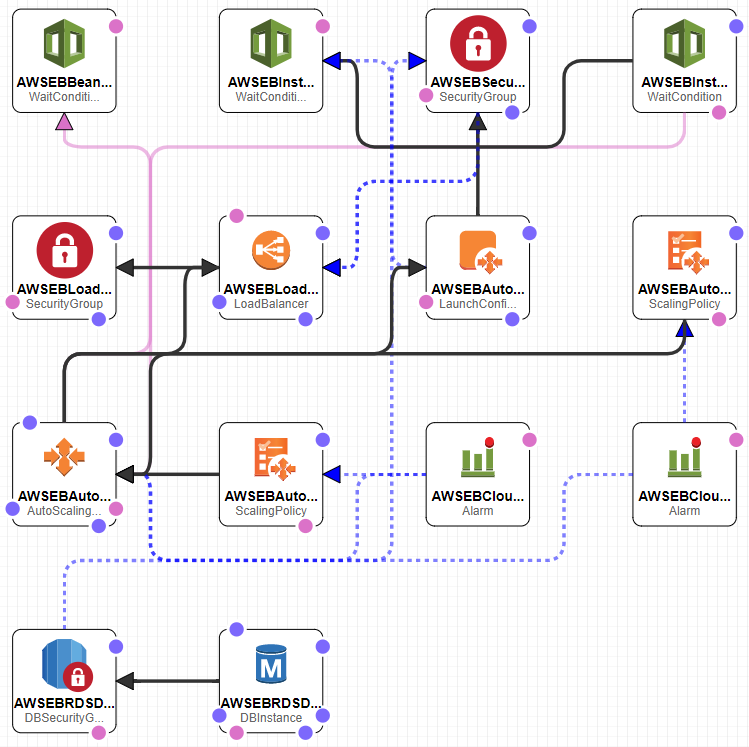 AWSEBBean...
WaitConditi...
AWSEBInst...
WaitConditi...
AWSEBSecu...
SecurityGroup
AWSEBInst...
WaitCondition
AWSEBLoad...
SecurityGroup
AWSEBLoad...
LoadBalancer
AWSEBAuto...
LaunchConfi...
AWSEBAuto...
ScalingPolicy
AWSEBAuto...
AutoScaling...
AWSEBAuto...
ScalingPolicy
AWSEBClou...
Alarm
AWSEBClou...
Alarm
AWSEBRDSD...
DBSecurityG...
M
AWSEBRDSD...
DBInstance